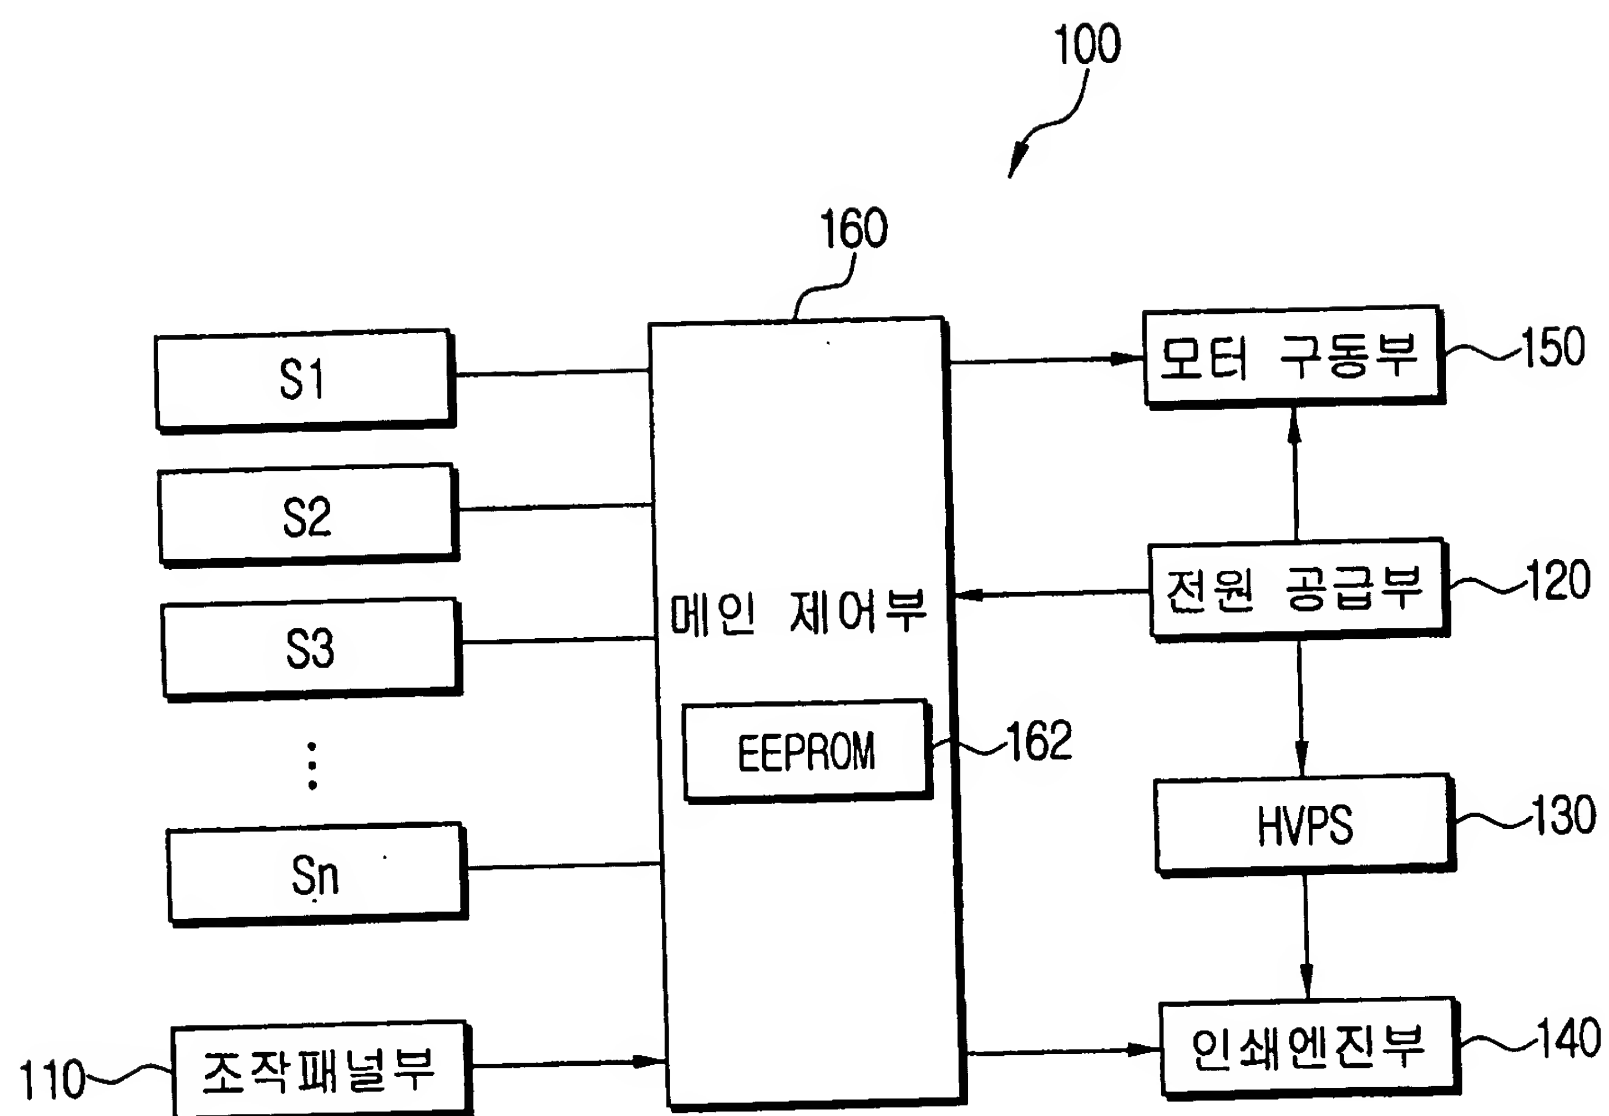 100
160
S1
모터 구동부
150
S2
전원 공급부
120
메인 제어부
S3
EEPROM
162
HVPS
130
Sn
인쇄엔진부
140
110
조작패널부